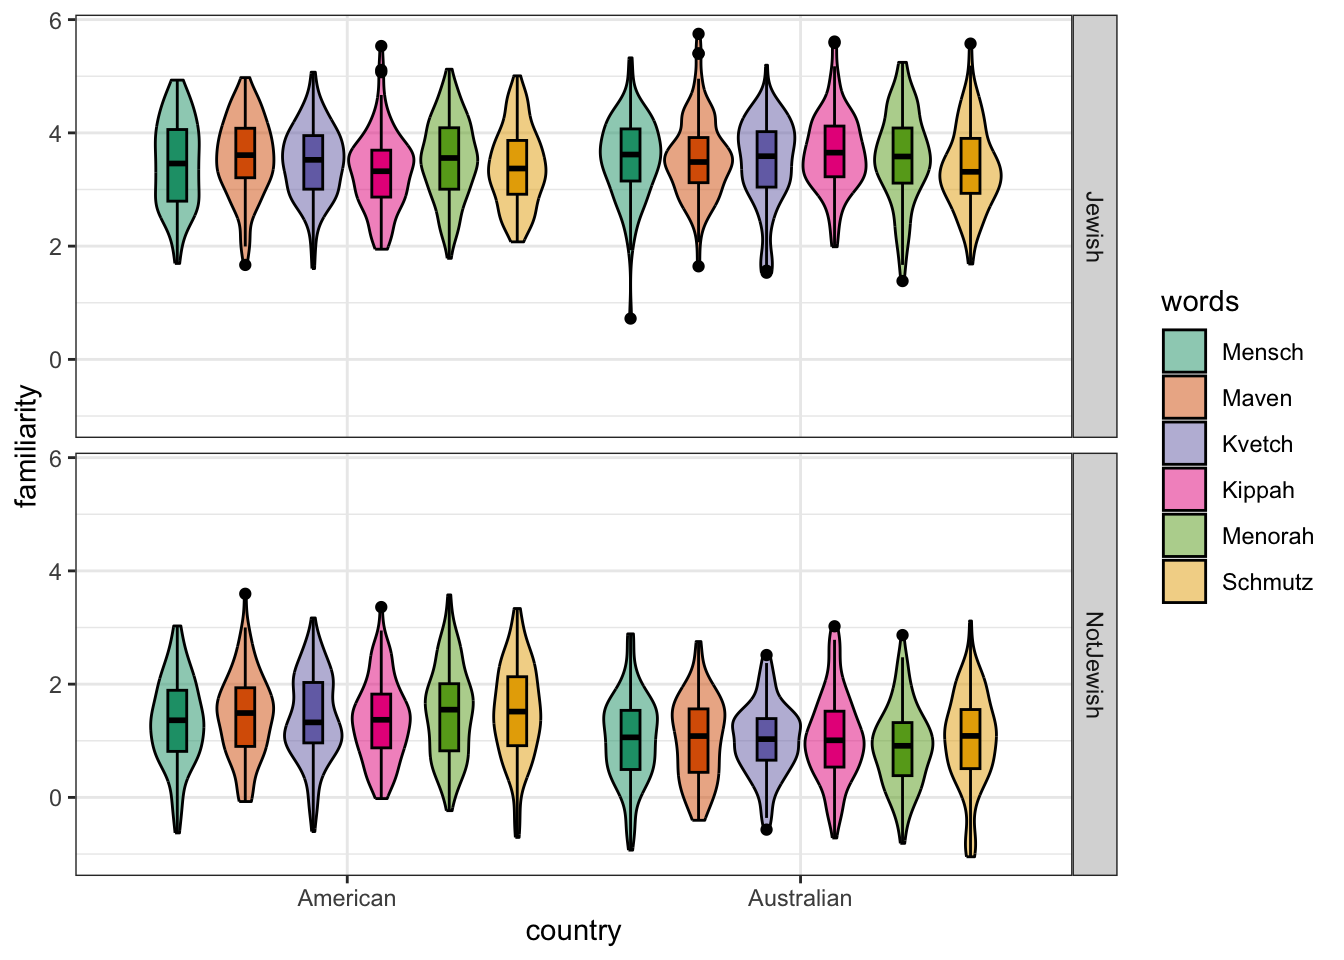 6
4
2
0
Jewish
6
4
2
0
NotJewish
familiarity
American
Australian
country
words
Mensch
Maven
Kvetch
Kippah
Menorah
Schmutz